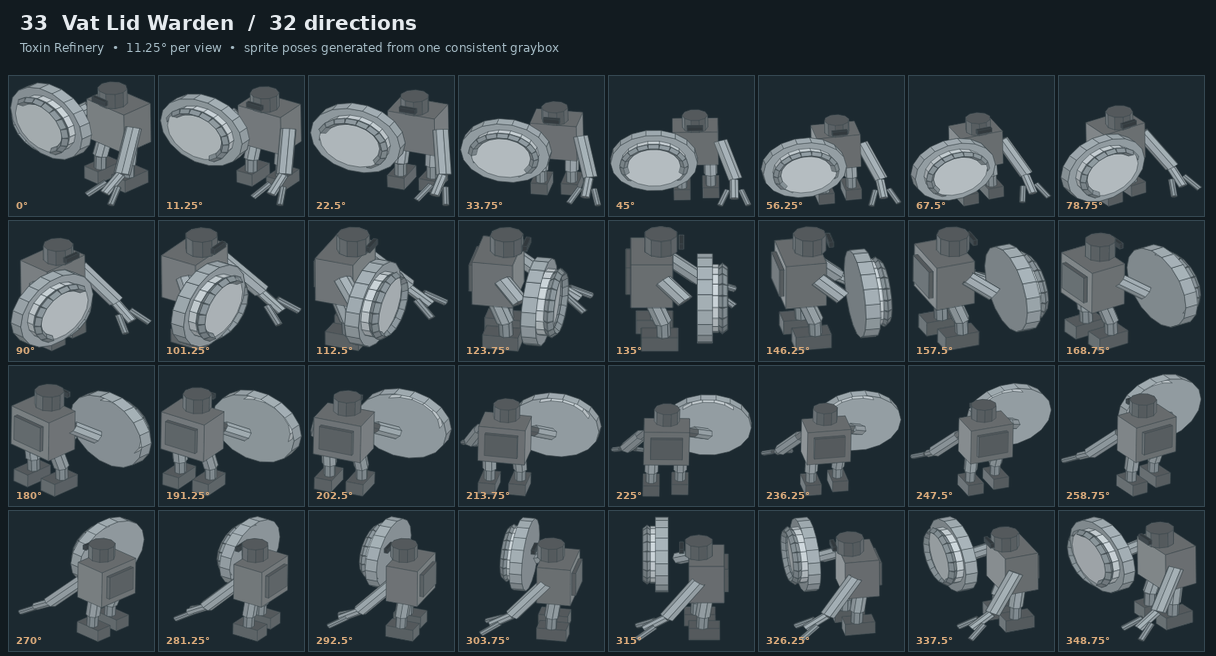 33 Vat Lid Warden / 32 directions
Toxin Refinery • 11.25° per view • sprite poses generated from one consistent graybox
0° 11.25° 22.5° 33.75° 45° 56.25° 67.5° 78.75°
90° 101.25° 112.5° 123.75° 135° 146.25° 157.5° 168.75°
180° 191.25° 202.5° 213.75° 225° 236.25° 247.5° 258.75°
270° 281.25° 292.5° 303.75° 315° 326.25° 337.5° 348.75°